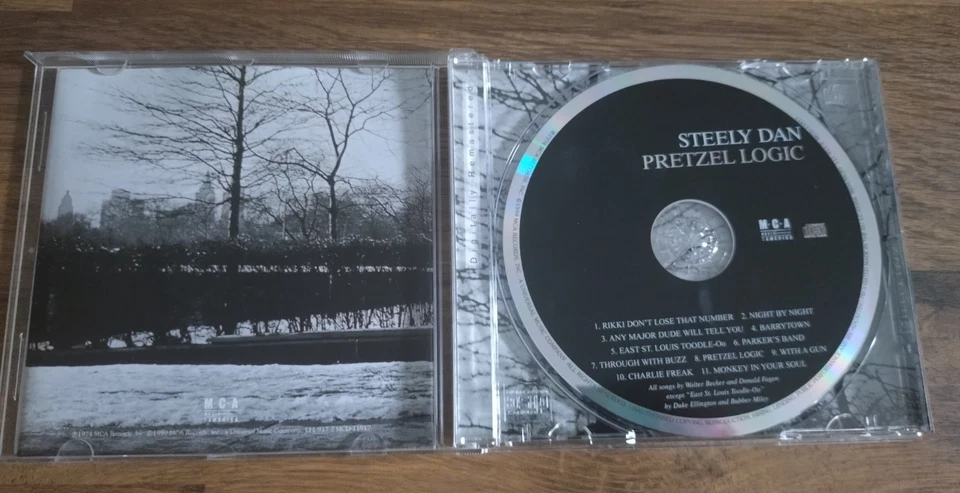 MCA
Digitally Remastered
STEELY DAN
PRETZEL LOGIC
M·C·A
1. RIKKI DON'T LOSE THAT NUMBER 2. NIGHT BY NIGHT
3. ANY MAJOR DUDE WILL TELL YOU 4. BARRYTOWN
5. EAST ST. LOUIS TOODLE-Oo 6. PARKER'S BAND
7. THROUGH WITH BUZZ 8. PRETZEL LOGIC 9. WITH A GUN
10. CHARLIE FREAK 11. MONKEY IN YOUR SOUL
All songs by Walter Becker and Donald Fagen,
except "East St. Louis Toodle-Oo"
by Duke Ellington and Bubber Miley